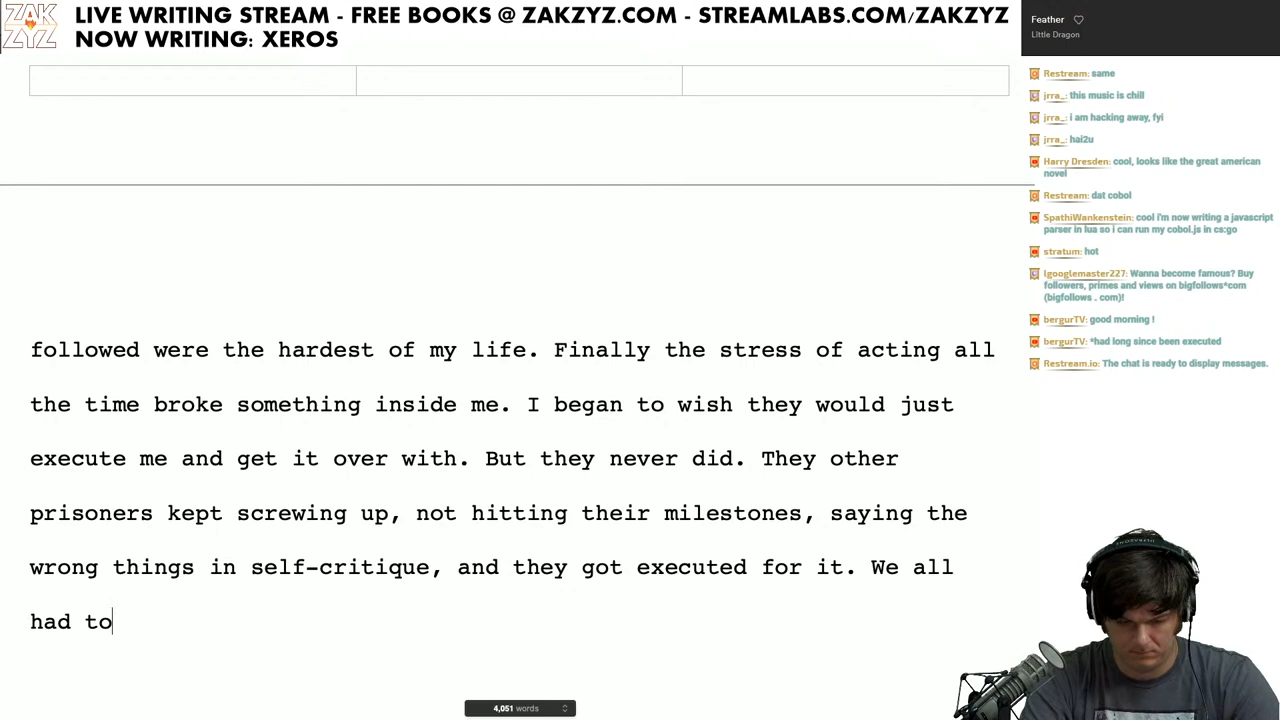 ZAK
ZYZ
LIVE WRITING STREAM - FREE BOOKS @ ZAKZYZ.COM - STREAMLABS.COM/ZAKZYZ
NOW WRITING: XEROS
followed were the hardest of my life. Finally the stress of acting all
the time broke something inside me. I began to wish they would just
execute me and get it over with. But they never did. They other
prisoners kept screwing up, not hitting their milestones, saying the
wrong things in self-critique, and they got executed for it. We all
had to
4,051 words
Feather
Little Dragon
Restream: same
jrra_: this music is chill
jrra_: i am hacking away, fyi
jrra_: hai2u
Harry Dresden: cool, looks like the great american
novel
Restream: dat cobol
SpathiWankenstein: cool i'm now writing a javascript
parser in lua so i can run my cobol.js in cs:go
stratum: hot
lgooglemaster227: Wanna become famous? Buy
followers, primes and views on bigfollows*com
(bigfollows . com)!
bergurTV: good morning !
bergurTV: *had long since been executed
Restream.io: The chat is ready to display messages.